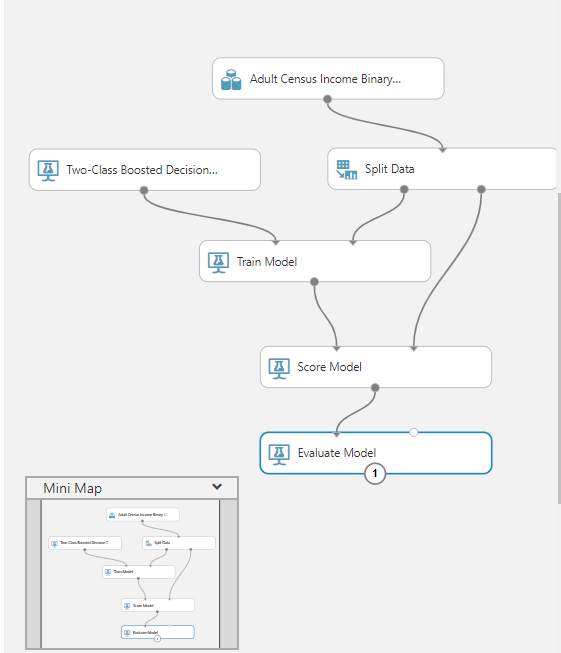 Adult Census Income Binary...
Two-Class Boosted Decision...
Split Data
Train Model
Score Model
Evaluate Model
1
Mini Map
Adult Census Income Binary C...
Two-Class Boosted Decision T...
Split Data
Train Model
Score Model
Evaluate Model
1